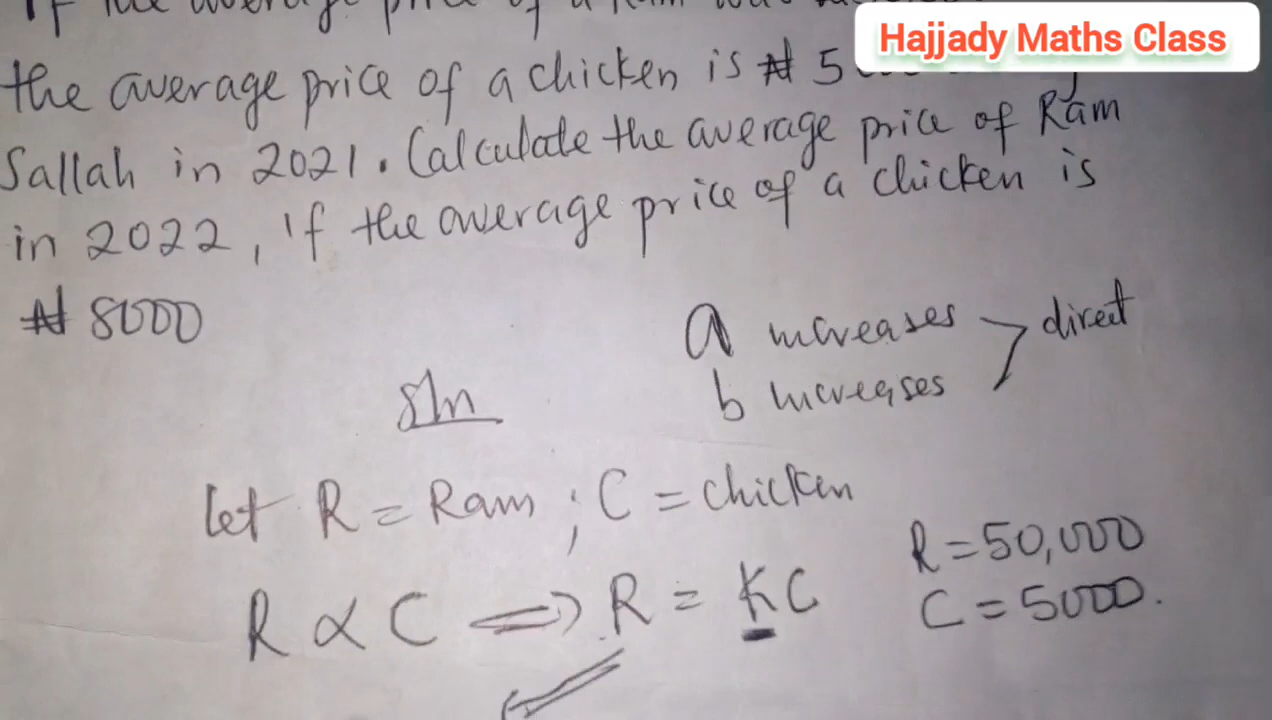 Hajjady Maths Class
the average price of a chicken is ₦ 5
Sallah in 2021. Calculate the average price of Ram
in 2022, if the average price of a chicken is
₦ 8000
a increases
b increases
direct
Soln
let R = Ram ; C = chicken
R = 50,000
C = 5000.
R ∝ C ⟹ R = KC